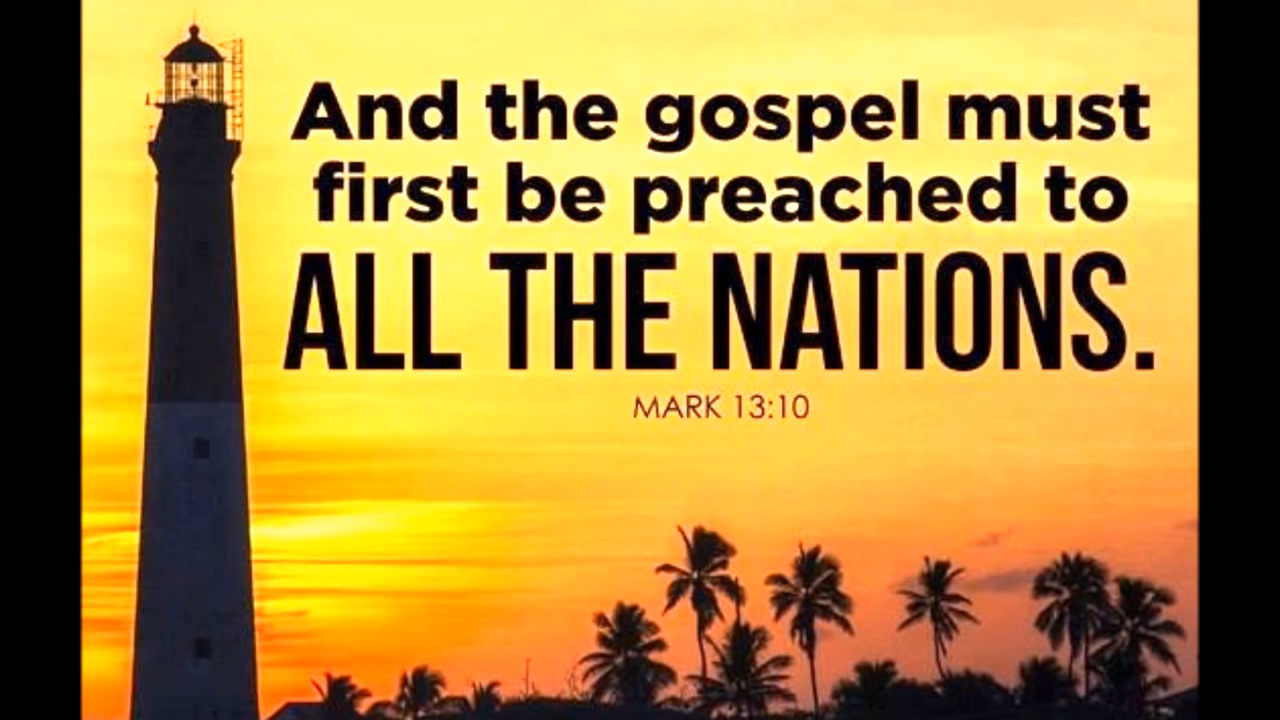 And the gospel must
first be preached to
ALL THE NATIONS.
MARK 13:10